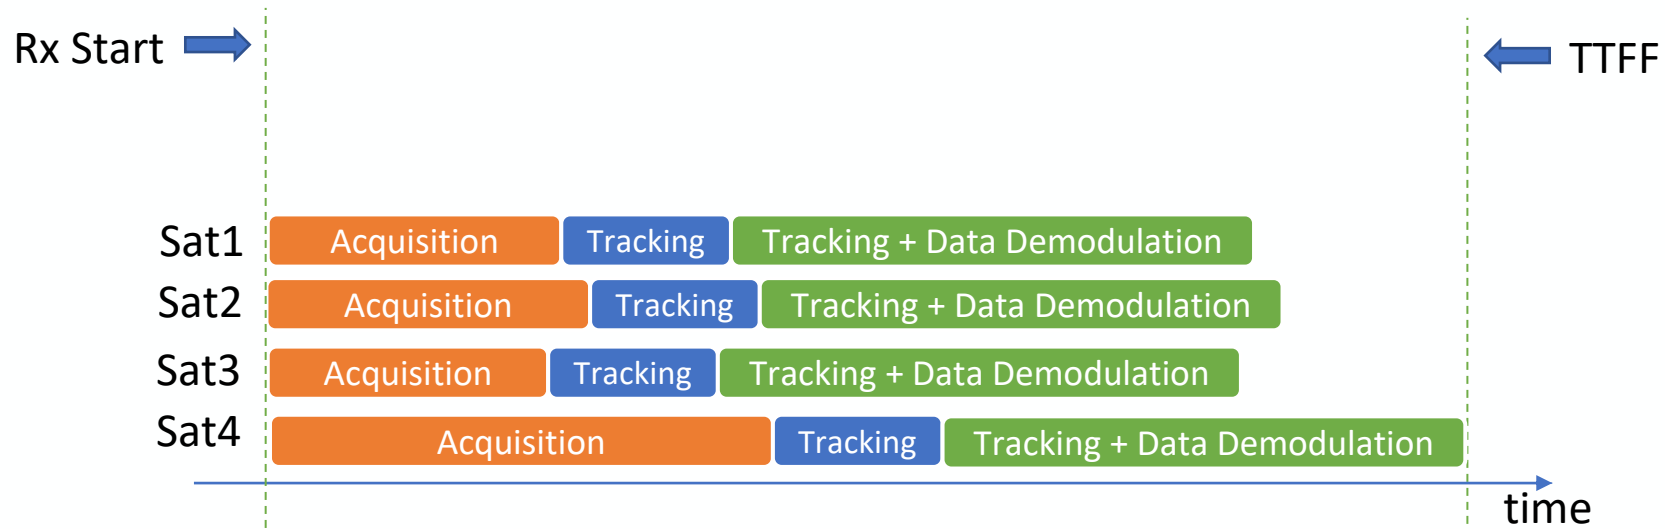 Rx Start
TTFF
Sat1 Acquisition Tracking Tracking + Data Demodulation
Sat2 Acquisition Tracking Tracking + Data Demodulation
Sat3 Acquisition Tracking Tracking + Data Demodulation
Sat4 Acquisition Tracking Tracking + Data Demodulation
time